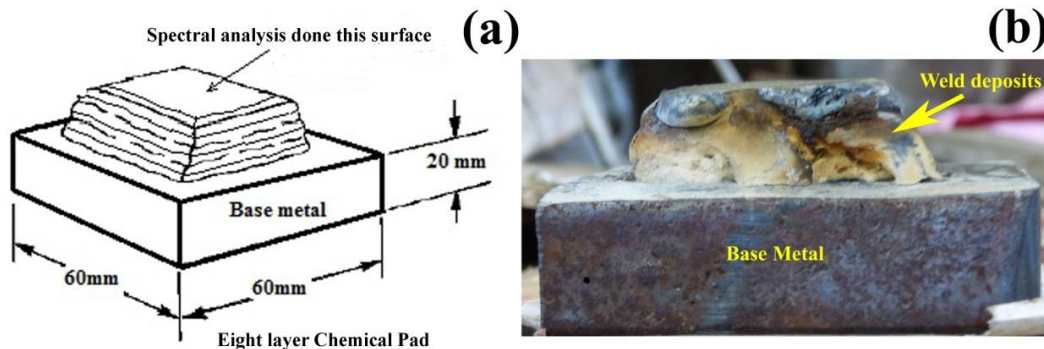 (a)
Spectral analysis done this surface
20 mm
Base metal
60mm
60mm
Eight layer Chemical Pad
(b)
Weld deposits
Base Metal